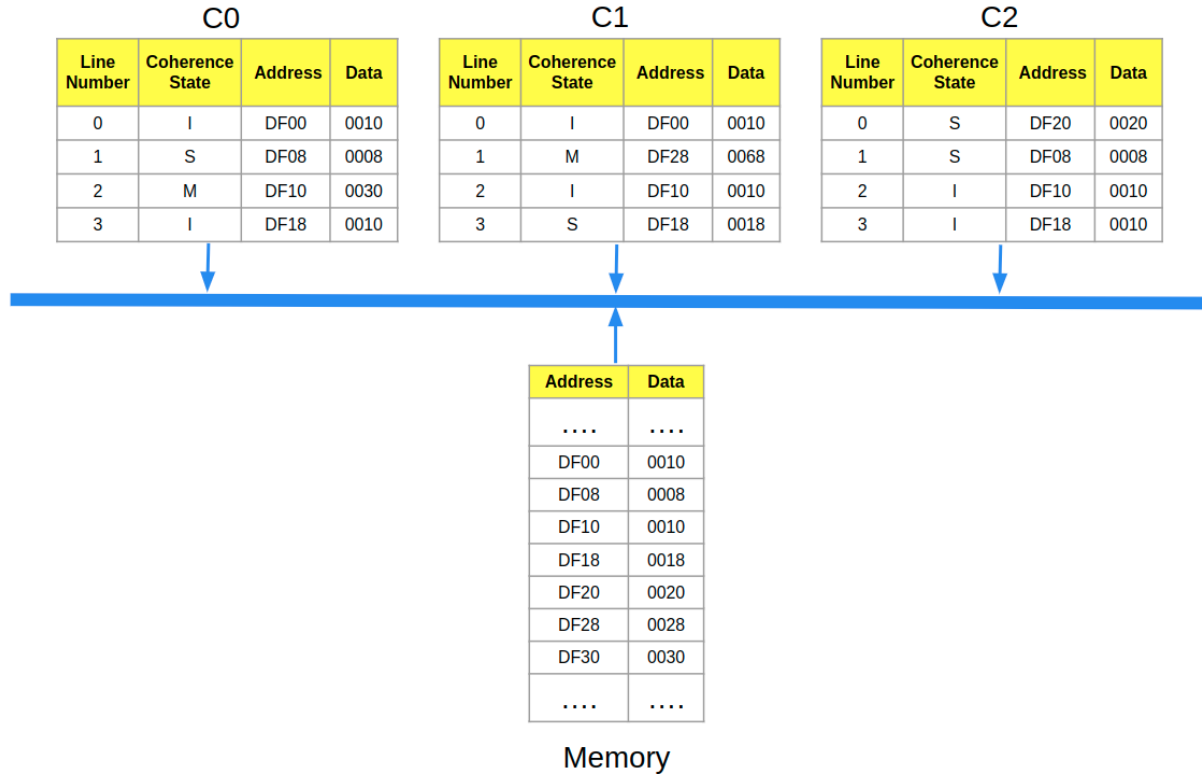 C0 C1 C2
Line Number Coherence State Address Data Line Number Coherence State Address Data Line Number Coherence State Address Data
0 I DF00 0010 0 I DF00 0010 0 S DF20 0020
1 S DF08 0008 1 M DF28 0068 1 S DF08 0008
2 M DF10 0030 2 I DF10 0010 2 I DF10 0010
3 I DF18 0010 3 S DF18 0018 3 I DF18 0010
Address Data
.... ....
DF00 0010
DF08 0008
DF10 0010
DF18 0018
DF20 0020
DF28 0028
DF30 0030
.... ....
Memory